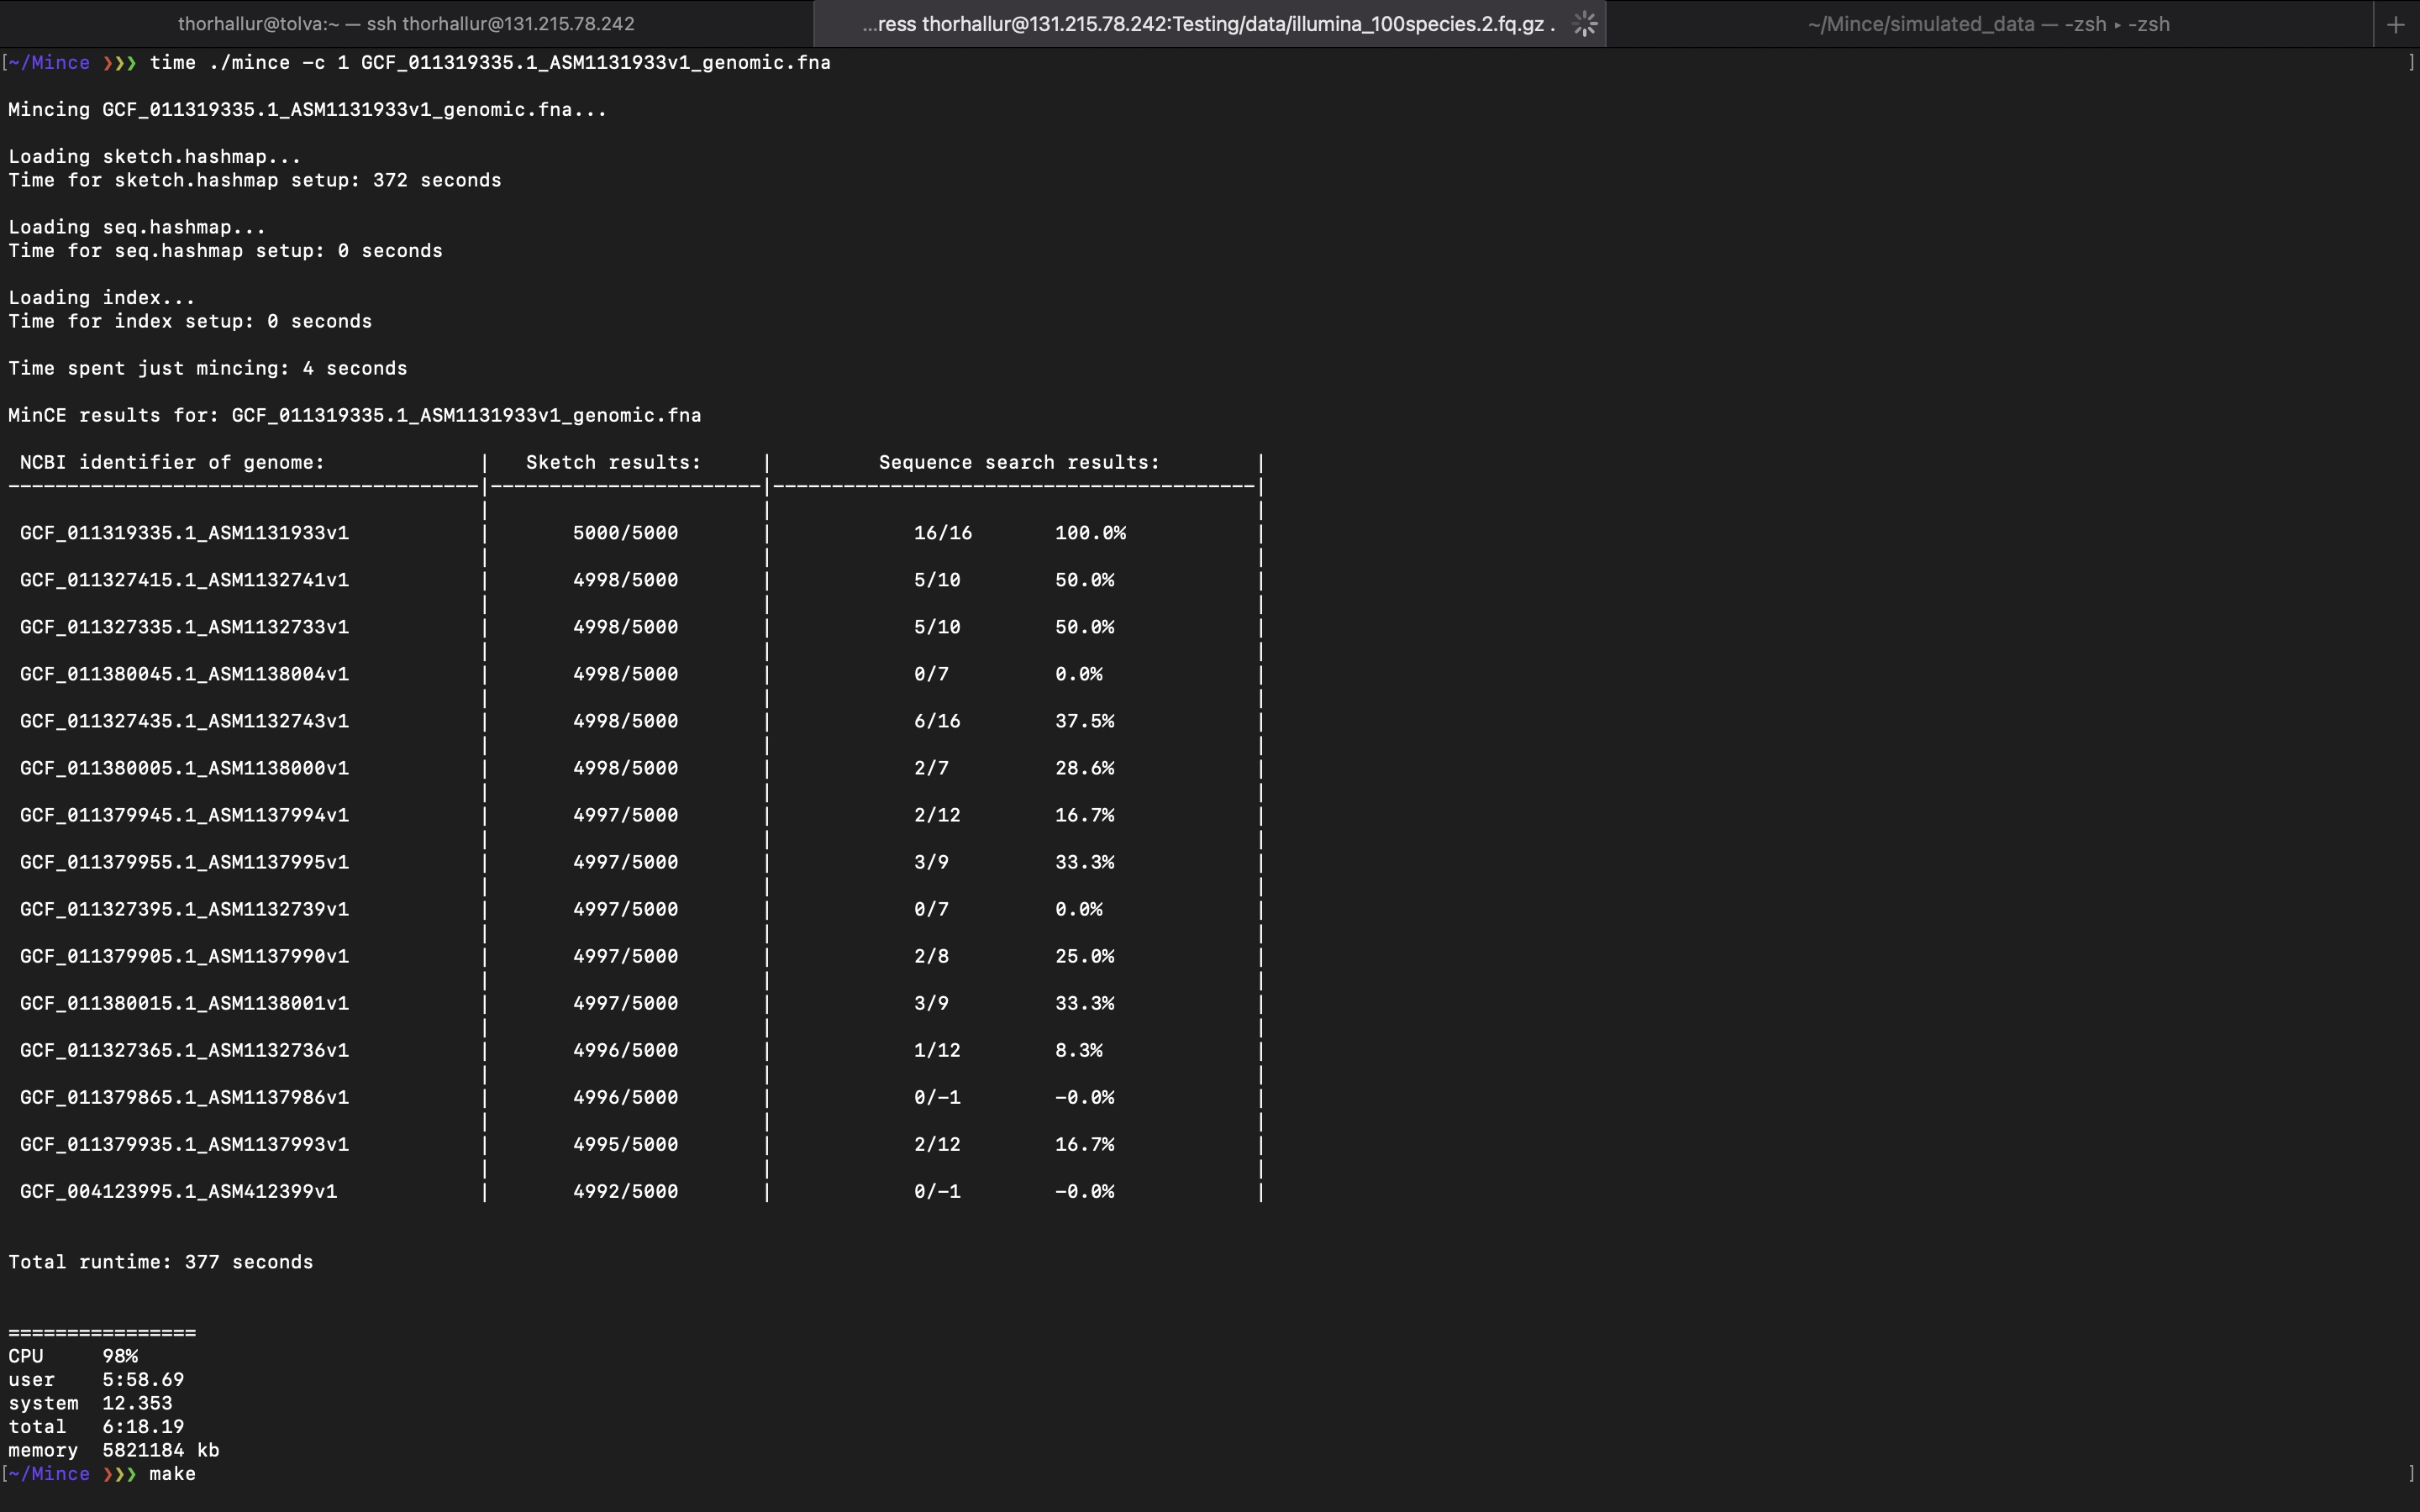 thorhallur@tolva:~ — ssh thorhallur@131.215.78.242
...ress thorhallur@131.215.78.242:Testing/data/illumina_100species.2.fq.gz .
~/Mince/simulated_data — -zsh ▸ -zsh
+
[~/Mince ❯❯❯ time ./mince -c 1 GCF_011319335.1_ASM1131933v1_genomic.fna ]
Mincing GCF_011319335.1_ASM1131933v1_genomic.fna...
Loading sketch.hashmap...
Time for sketch.hashmap setup: 372 seconds
Loading seq.hashmap...
Time for seq.hashmap setup: 0 seconds
Loading index...
Time for index setup: 0 seconds
Time spent just mincing: 4 seconds
MinCE results for: GCF_011319335.1_ASM1131933v1_genomic.fna
NCBI identifier of genome: | Sketch results: | Sequence search results: |
----------------------------------------|-----------------------|-----------------------------------------|
GCF_011319335.1_ASM1131933v1 | 5000/5000 | 16/16 100.0% |
GCF_011327415.1_ASM1132741v1 | 4998/5000 | 5/10 50.0% |
GCF_011327335.1_ASM1132733v1 | 4998/5000 | 5/10 50.0% |
GCF_011380045.1_ASM1138004v1 | 4998/5000 | 0/7 0.0% |
GCF_011327435.1_ASM1132743v1 | 4998/5000 | 6/16 37.5% |
GCF_011380005.1_ASM1138000v1 | 4998/5000 | 2/7 28.6% |
GCF_011379945.1_ASM1137994v1 | 4997/5000 | 2/12 16.7% |
GCF_011379955.1_ASM1137995v1 | 4997/5000 | 3/9 33.3% |
GCF_011327395.1_ASM1132739v1 | 4997/5000 | 0/7 0.0% |
GCF_011379905.1_ASM1137990v1 | 4997/5000 | 2/8 25.0% |
GCF_011380015.1_ASM1138001v1 | 4997/5000 | 3/9 33.3% |
GCF_011327365.1_ASM1132736v1 | 4996/5000 | 1/12 8.3% |
GCF_011379865.1_ASM1137986v1 | 4996/5000 | 0/-1 -0.0% |
GCF_011379935.1_ASM1137993v1 | 4995/5000 | 2/12 16.7% |
GCF_004123995.1_ASM412399v1 | 4992/5000 | 0/-1 -0.0% |
Total runtime: 377 seconds
================
CPU 98%
user 5:58.69
system 12.353
total 6:18.19
memory 5821184 kb
[~/Mince ❯❯❯ make ]